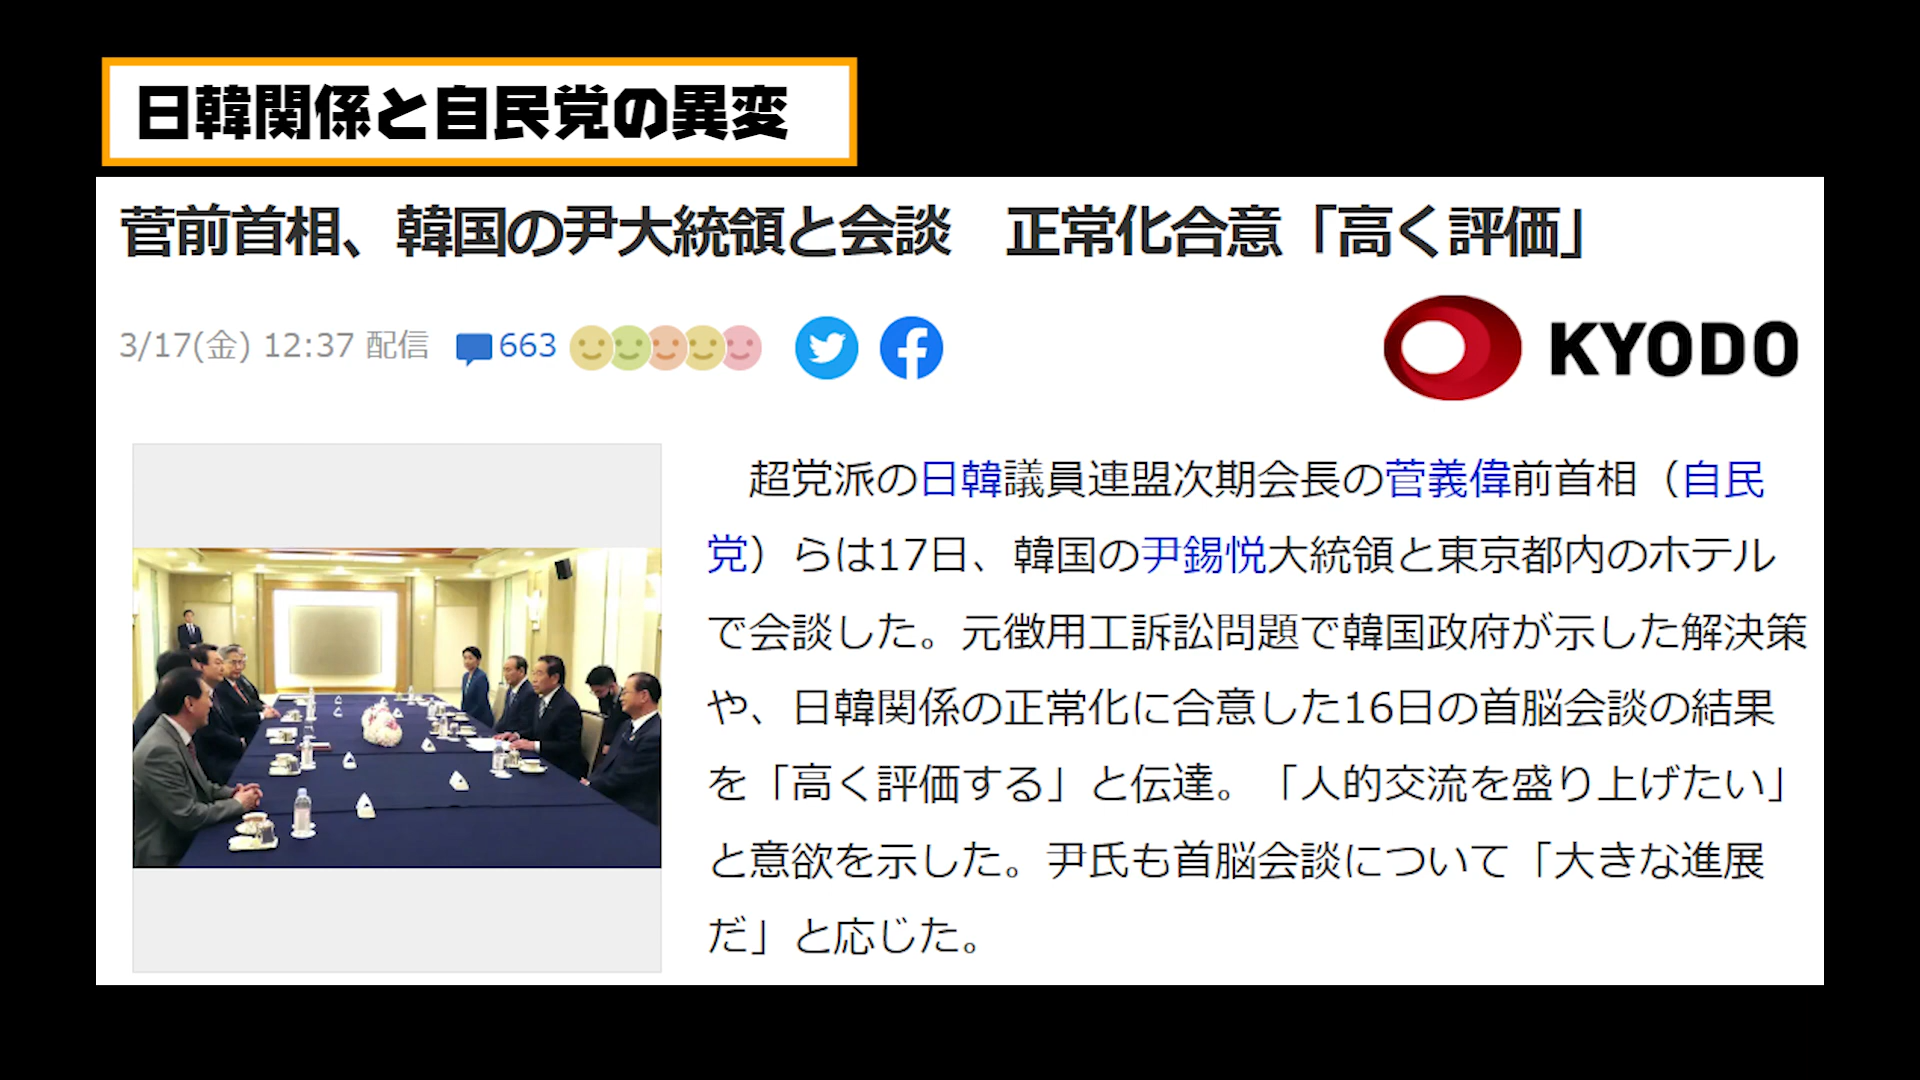 日韓関係と自民党の異変
菅前首相、韓国の尹大統領と会談　正常化合意「高く評価」
3/17(金) 12:37 配信 663
KYODO
超党派の日韓議員連盟次期会長の菅義偉前首相（自民
党）らは17日、韓国の尹錫悦大統領と東京都内のホテル
で会談した。元徴用工訴訟問題で韓国政府が示した解決策
や、日韓関係の正常化に合意した16日の首脳会談の結果
を「高く評価する」と伝達。「人的交流を盛り上げたい」
と意欲を示した。尹氏も首脳会談について「大きな進展
だ」と応じた。